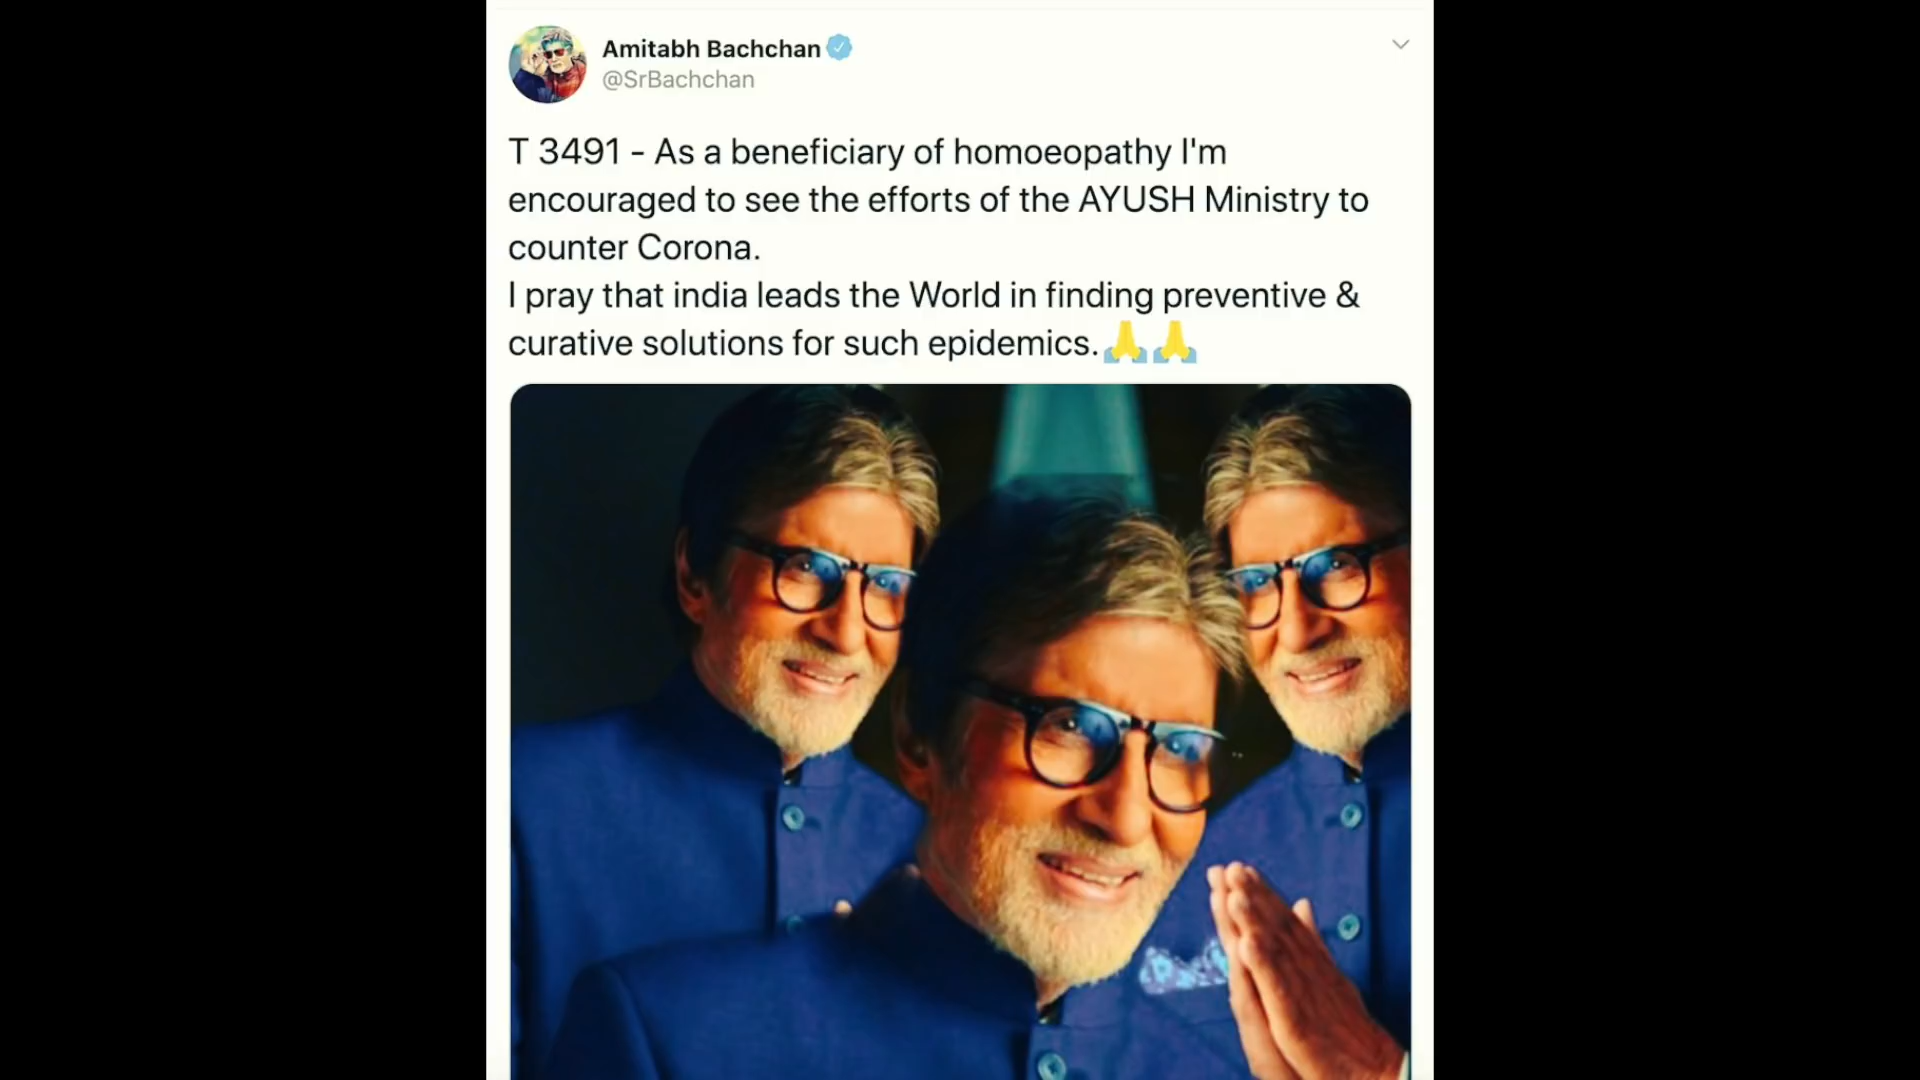 Amitabh Bachchan
@SrBachchan
T 3491 - As a beneficiary of homoeopathy I'm
encouraged to see the efforts of the AYUSH Ministry to
counter Corona.
I pray that india leads the World in finding preventive &
curative solutions for such epidemics.🙏🙏